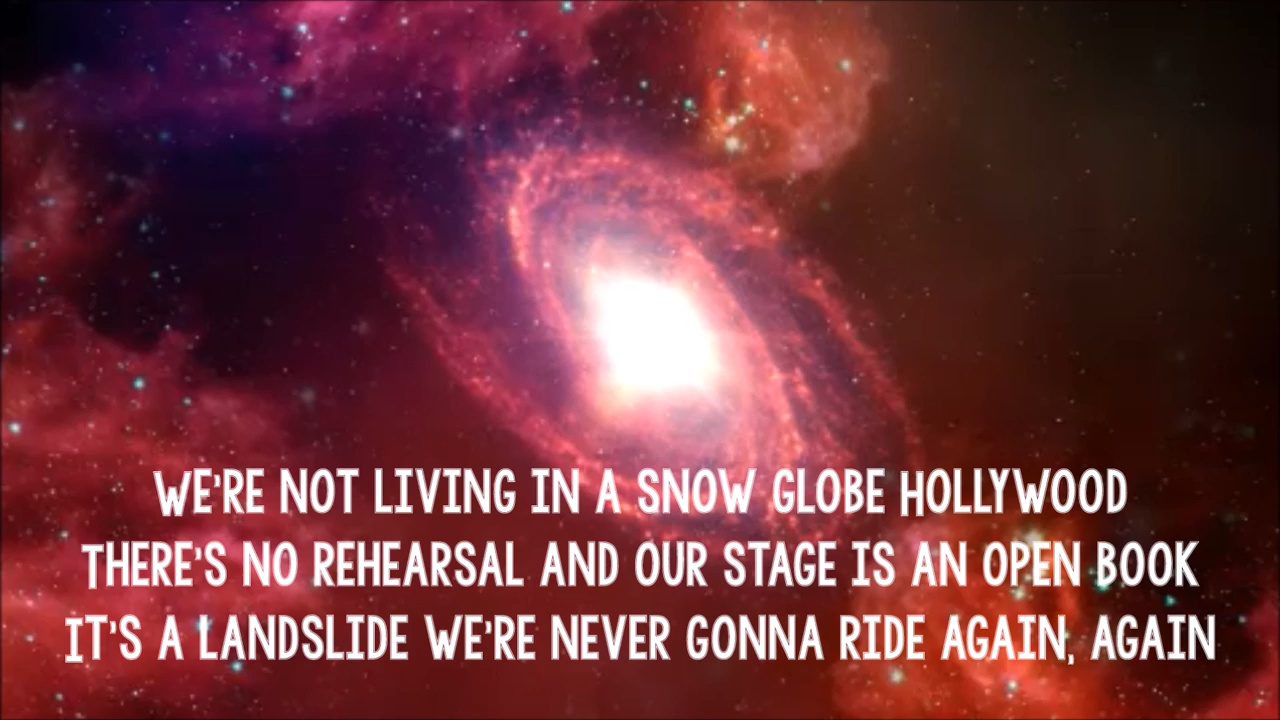 WE'RE NOT LIVING IN A SNOW GLOBE HOLLYWOOD
THERE'S NO REHEARSAL AND OUR STAGE IS AN OPEN BOOK
IT'S A LANDSLIDE WE'RE NEVER GONNA RIDE AGAIN, AGAIN